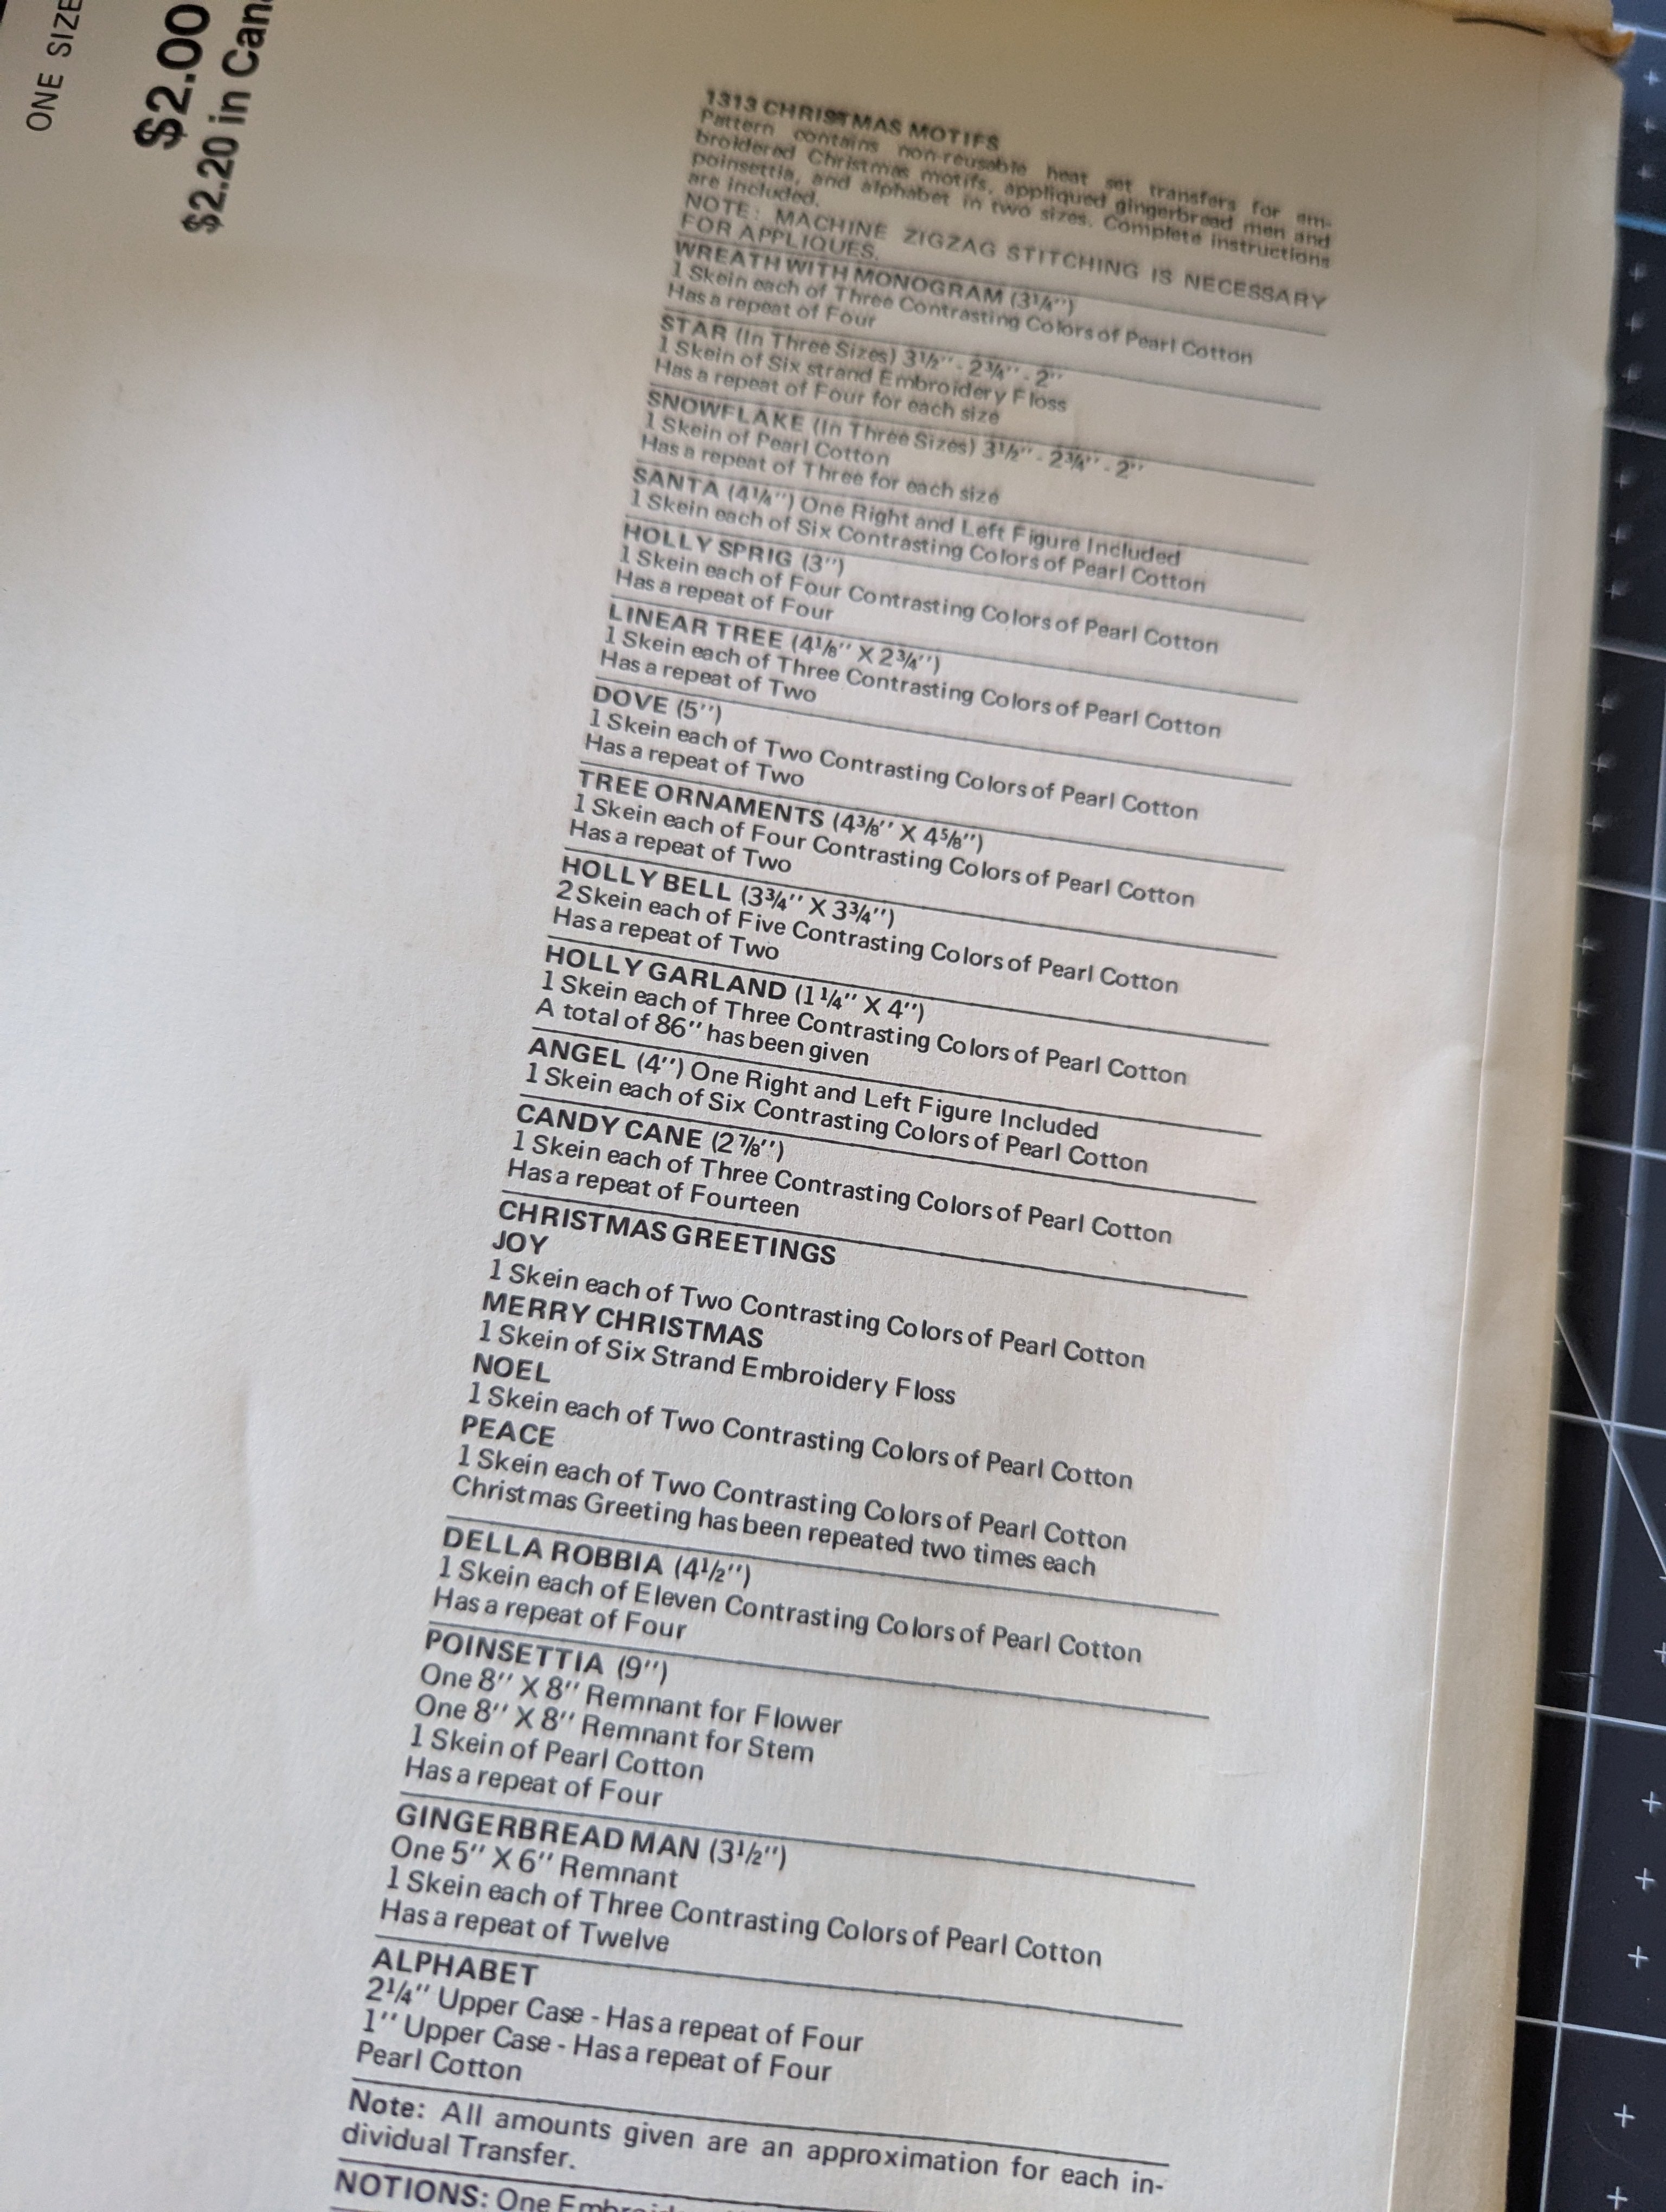 ONE SIZE
$2.00
$2.20 in Can
1313 CHRISTMAS MOTIFS
Pattern contains non-reusable heat set transfers for em-
broidered Christmas motifs, appliqued gingerbread men and
poinsettia, and alphabet in two sizes. Complete instructions
are included.
NOTE: MACHINE ZIGZAG STITCHING IS NECESSARY
FOR APPLIQUES.
WREATH WITH MONOGRAM (3¼")
1 Skein each of Three Contrasting Colors of Pearl Cotton
Has a repeat of Four
STAR (In Three Sizes) 3½" - 2¾" - 2"
1 Skein of Six strand Embroidery Floss
Has a repeat of Four for each size
SNOWFLAKE (In Three Sizes) 3½" - 2¾" - 2"
1 Skein of Pearl Cotton
Has a repeat of Three for each size
SANTA (4¼") One Right and Left Figure Included
1 Skein each of Six Contrasting Colors of Pearl Cotton
HOLLY SPRIG (3")
1 Skein each of Four Contrasting Colors of Pearl Cotton
Has a repeat of Four
LINEAR TREE (4⅛" X 2¾")
1 Skein each of Three Contrasting Colors of Pearl Cotton
Has a repeat of Two
DOVE (5")
1 Skein each of Two Contrasting Colors of Pearl Cotton
Has a repeat of Two
TREE ORNAMENTS (4⅜" X 4⅝")
1 Skein each of Four Contrasting Colors of Pearl Cotton
Has a repeat of Two
HOLLY BELL (3¾" X 3¾")
2 Skein each of Five Contrasting Colors of Pearl Cotton
Has a repeat of Two
HOLLY GARLAND (1¼" X 4")
1 Skein each of Three Contrasting Colors of Pearl Cotton
A total of 86" has been given
ANGEL (4") One Right and Left Figure Included
1 Skein each of Six Contrasting Colors of Pearl Cotton
CANDY CANE (2⅞")
1 Skein each of Three Contrasting Colors of Pearl Cotton
Has a repeat of Fourteen
CHRISTMAS GREETINGS
JOY
1 Skein each of Two Contrasting Colors of Pearl Cotton
MERRY CHRISTMAS
1 Skein of Six Strand Embroidery Floss
NOEL
1 Skein each of Two Contrasting Colors of Pearl Cotton
PEACE
1 Skein each of Two Contrasting Colors of Pearl Cotton
Christmas Greeting has been repeated two times each
DELLA ROBBIA (4½")
1 Skein each of Eleven Contrasting Colors of Pearl Cotton
Has a repeat of Four
POINSETTIA (9")
One 8" X 8" Remnant for Flower
One 8" X 8" Remnant for Stem
1 Skein of Pearl Cotton
Has a repeat of Four
GINGERBREAD MAN (3½")
One 5" X 6" Remnant
1 Skein each of Three Contrasting Colors of Pearl Cotton
Has a repeat of Twelve
ALPHABET
2¼" Upper Case - Has a repeat of Four
1" Upper Case - Has a repeat of Four
Pearl Cotton
Note: All amounts given are an approximation for each in-
dividual Transfer.
NOTIONS: One